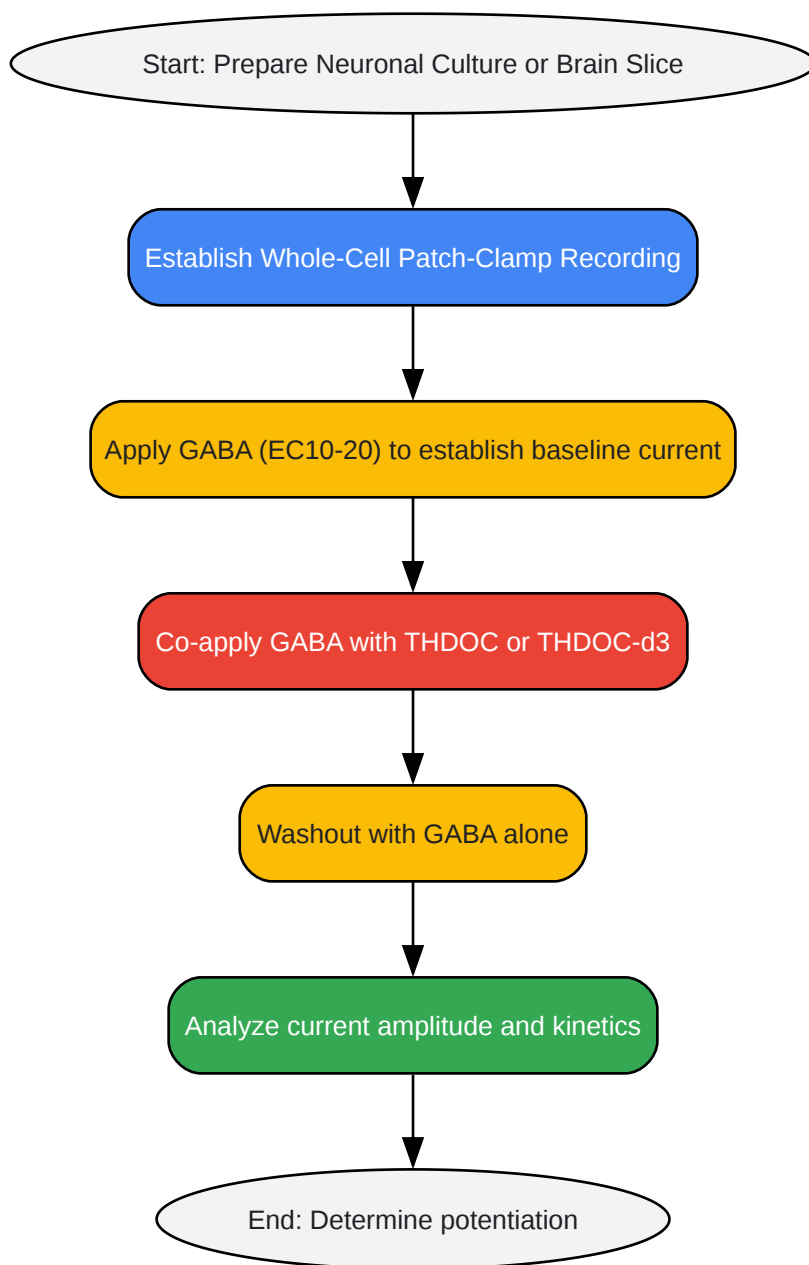 Start: Prepare Neuronal Culture or Brain Slice
Establish Whole-Cell Patch-Clamp Recording
Apply GABA (EC10-20) to establish baseline current
Co-apply GABA with THDOC or THDOC-d3
Washout with GABA alone
Analyze current amplitude and kinetics
End: Determine potentiation